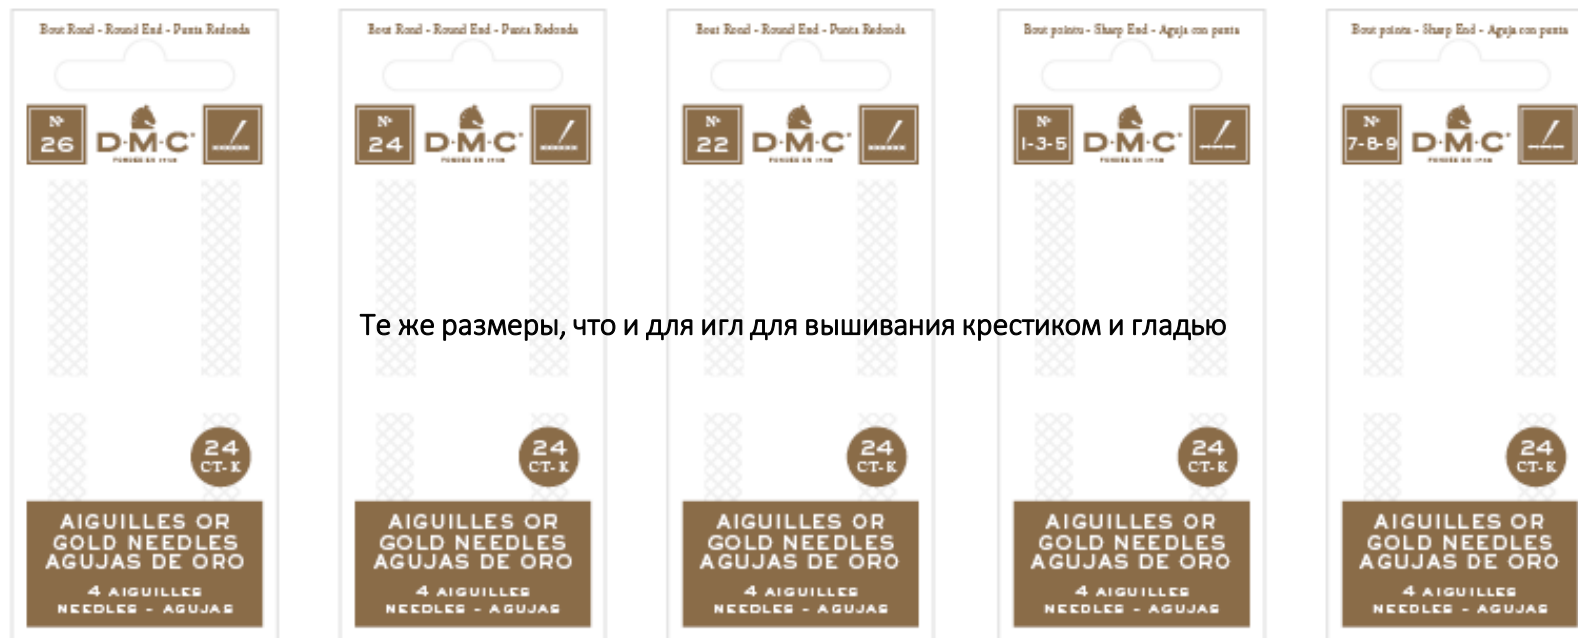 Bout Rond - Round End - Punta Redonda
Nº
26
D·M·C
24
CT-K
AIGUILLES OR
GOLD NEEDLES
AGUJAS DE ORO
4 AIGUILLES
NEEDLES - AGUJAS
Bout Rond - Round End - Punta Redonda
Nº
24
D·M·C
24
CT-K
AIGUILLES OR
GOLD NEEDLES
AGUJAS DE ORO
4 AIGUILLES
NEEDLES - AGUJAS
Bout Rond - Round End - Punta Redonda
Nº
22
D·M·C
24
CT-K
AIGUILLES OR
GOLD NEEDLES
AGUJAS DE ORO
4 AIGUILLES
NEEDLES - AGUJAS
Bout pointu - Sharp End - Aguja con punta
Nº
1-3-5
D·M·C
24
CT-K
AIGUILLES OR
GOLD NEEDLES
AGUJAS DE ORO
4 AIGUILLES
NEEDLES - AGUJAS
Bout pointu - Sharp End - Aguja con punta
Nº
7-8-9
D·M·C
24
CT-K
AIGUILLES OR
GOLD NEEDLES
AGUJAS DE ORO
4 AIGUILLES
NEEDLES - AGUJAS
Те же размеры, что и для игл для вышивания крестиком и гладью